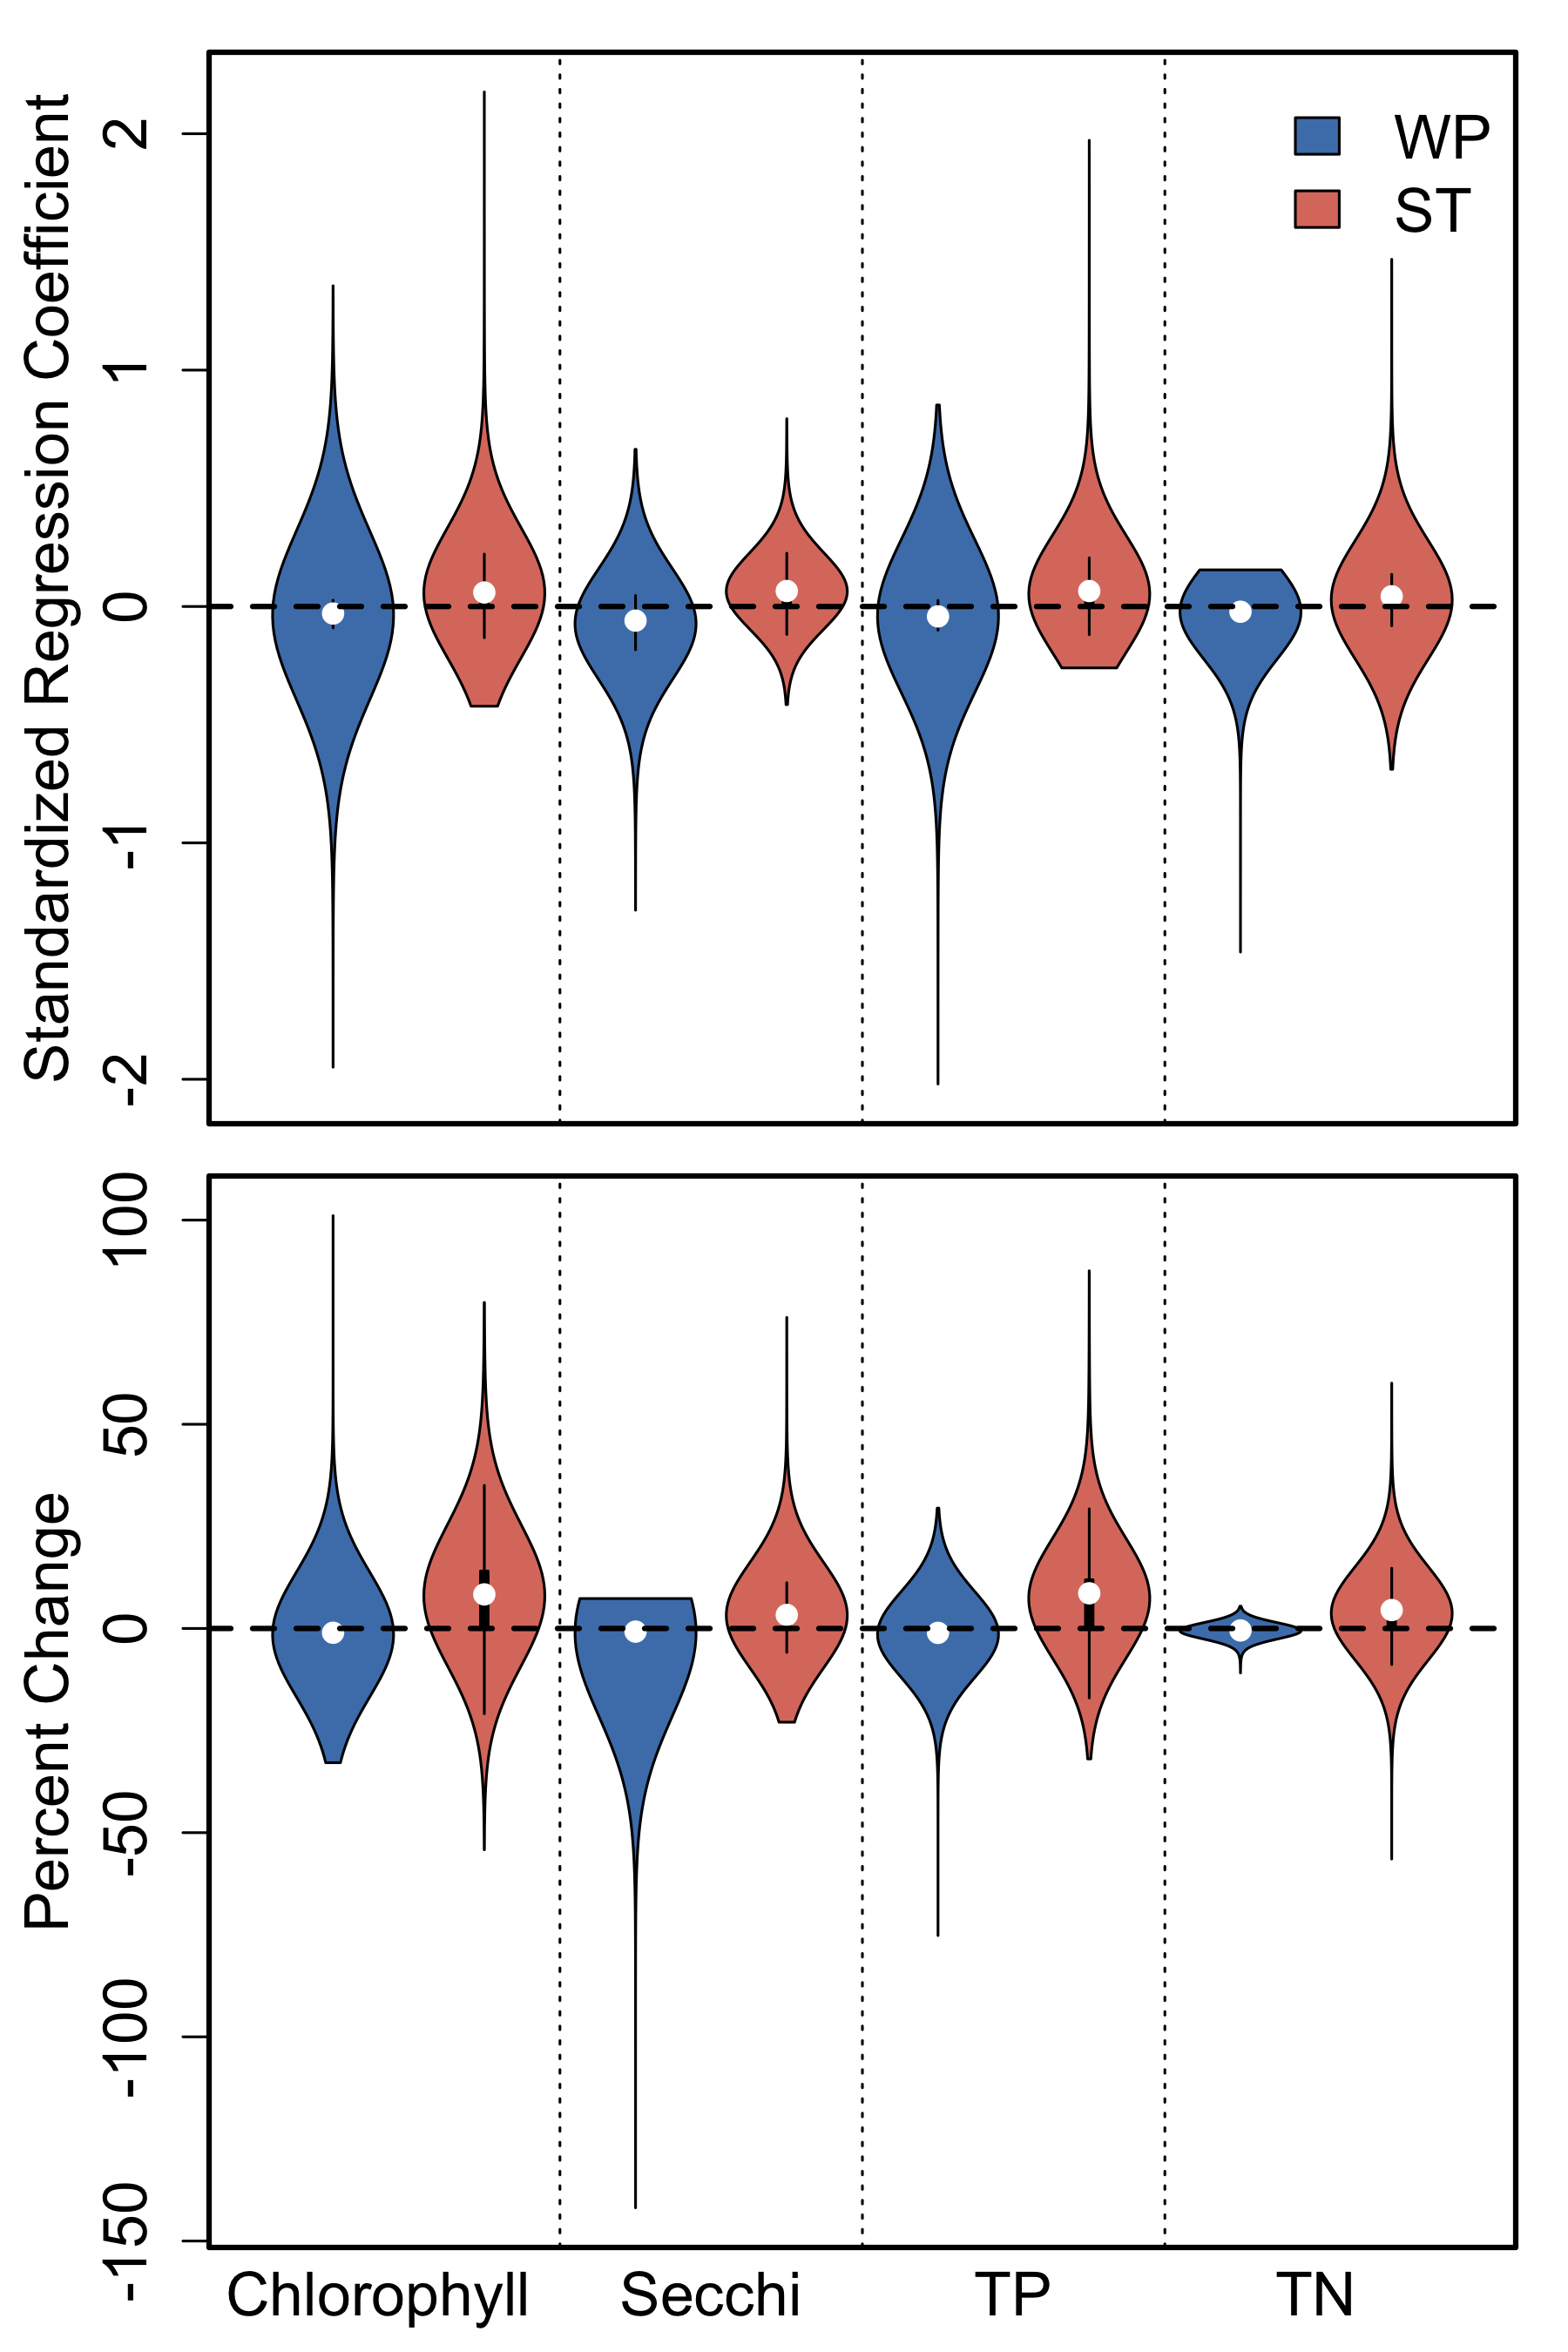 Standardized Regression Coefficient
2
1
0
-1
-2
WP
ST
Percent Change
100
50
0
-50
-100
-150
Chlorophyll Secchi TP TN